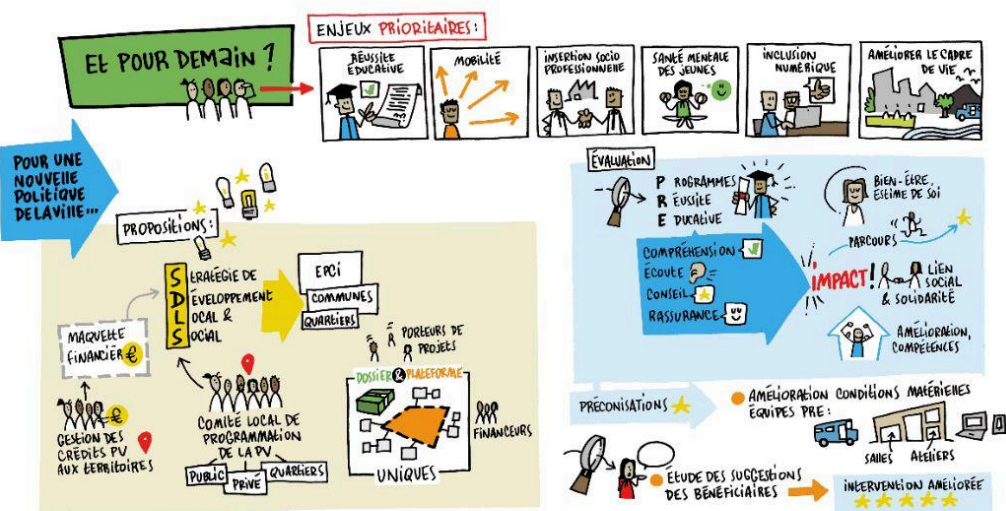 ET POUR DEMAIN ?
ENJEUX PRIORITAIRES :
RÉUSSITE
EDUCATIVE
MOBILITÉ
INSERTION SOCIO
PROFESSIONNELLE
SANTÉ MENTALE
DES JEUNES
INCLUSION
NUMÉRIQUE
AMÉLIORER LE CADRE
DE VIE
POUR UNE
NOUVELLE
POLITIQUE
DE LA VILLE...
PROPOSITIONS :
STRATÉGIE DE
DÉVELOPPEMENT
LOCAL &
SOCIAL
EPCI
COMMUNES
QUARTIERS
MAQUETTE
FINANCIÈR €
€
GESTION DES
CRÉDITS PV
AUX TERRITOIRES
COMITÉ LOCAL DE
PROGRAMMATION
DE LA PV
PUBLIC
PRIVÉ
QUARTIERS
PORTEURS DE
PROJETS
DOSSIER & PLATEFORME
UNIQUES
FINANCEURS
ÉVALUATION
PROGRAMMES
RÉUSSITE
EDUCATIVE
COMPRÉHENSION
ÉCOUTE
CONSEIL
RASSURANCE
IMPACT !
BIEN-ÊTRE,
ESTIME DE SOI
PARCOURS
LIEN
SOCIAL
& SOLIDARITÉ
AMÉLIORATION,
COMPÉTENCES
PRÉCONISATIONS
AMÉLIORATION CONDITIONS MATÉRIELLES
ÉQUIPES PRE :
SALLES
ATELIERS
ÉTUDE DES SUGGESTIONS
DES BÉNÉFICIAIRES
INTERVENTION AMÉLIORÉE